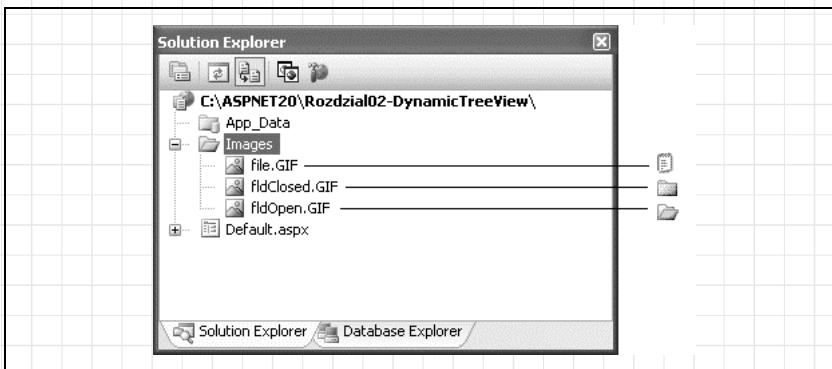 Solution Explorer
C:\ASPNET20\Rozdzial02-DynamicTreeView\
App_Data
Images
file.GIF
fldClosed.GIF
fldOpen.GIF
Default.aspx
Solution Explorer Database Explorer